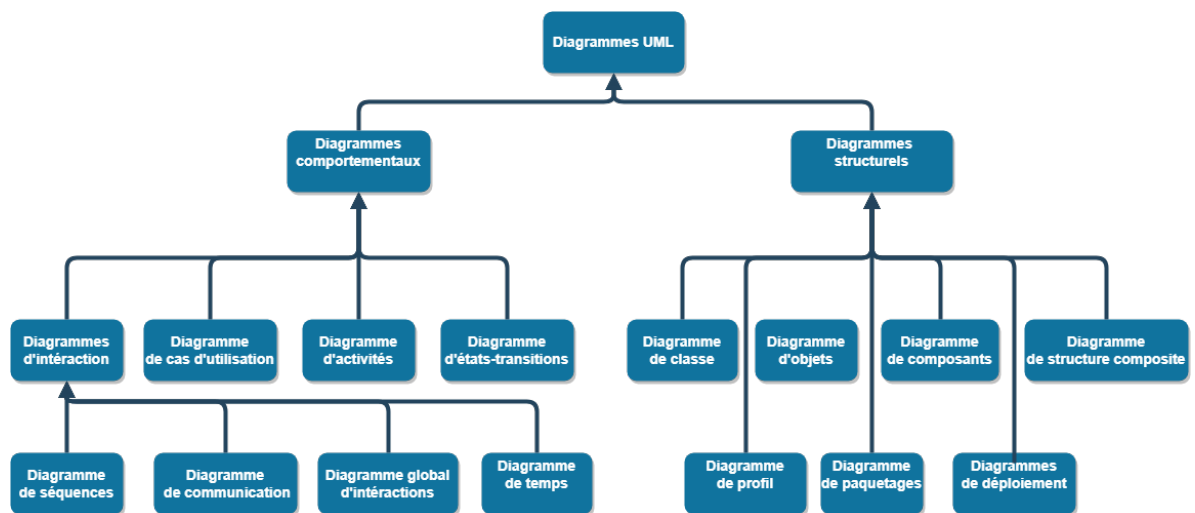 Diagrammes UML
Diagrammes
comportementaux
Diagrammes
structurels
Diagrammes
d'intéraction
Diagramme
de cas d'utilisation
Diagramme
d'activités
Diagramme
d'états-transitions
Diagramme
de classe
Diagramme
d'objets
Diagramme
de composants
Diagramme
de structure composite
Diagramme
de séquences
Diagramme
de communication
Diagramme global
d'intéractions
Diagramme
de temps
Diagramme
de profil
Diagramme
de paquetages
Diagrammes
de déploiement